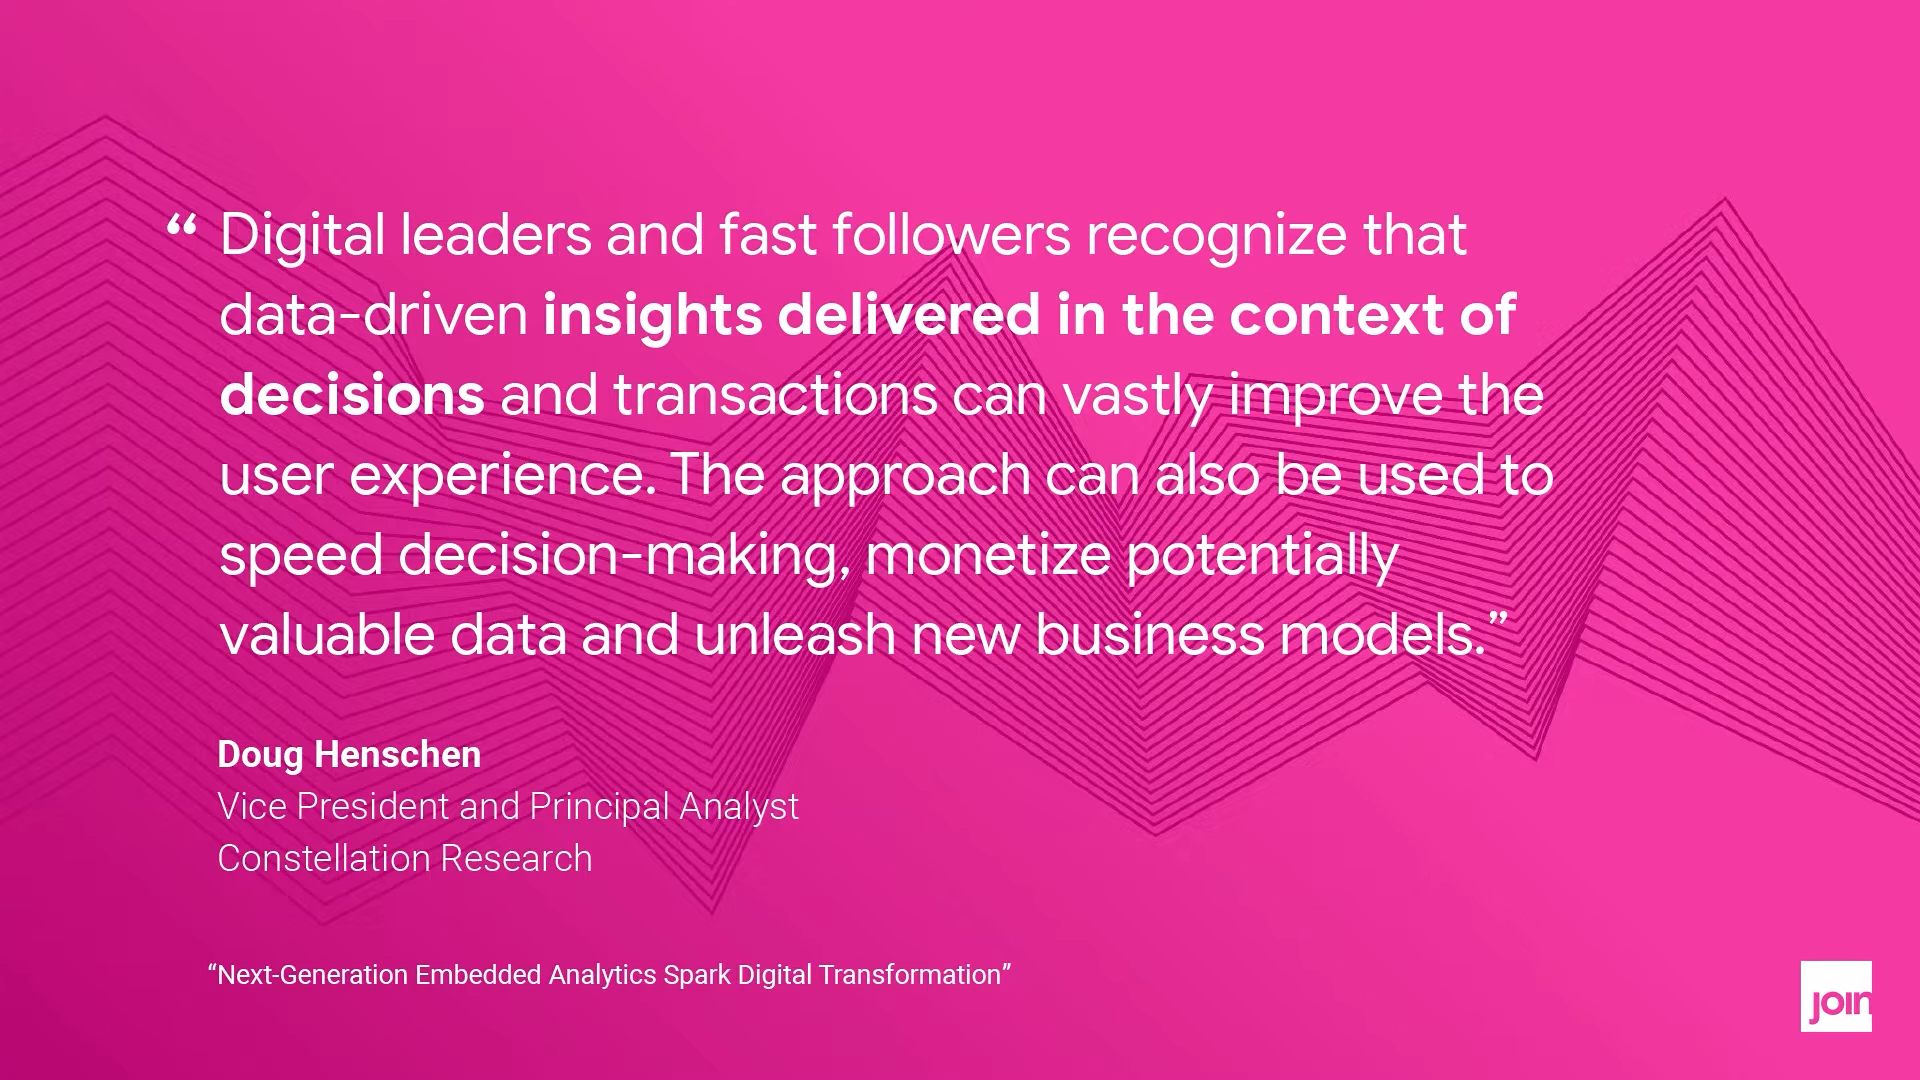 “ Digital leaders and fast followers recognize that
data-driven insights delivered in the context of
decisions and transactions can vastly improve the
user experience. The approach can also be used to
speed decision-making, monetize potentially
valuable data and unleash new business models.”
Doug Henschen
Vice President and Principal Analyst
Constellation Research
“Next-Generation Embedded Analytics Spark Digital Transformation”
join